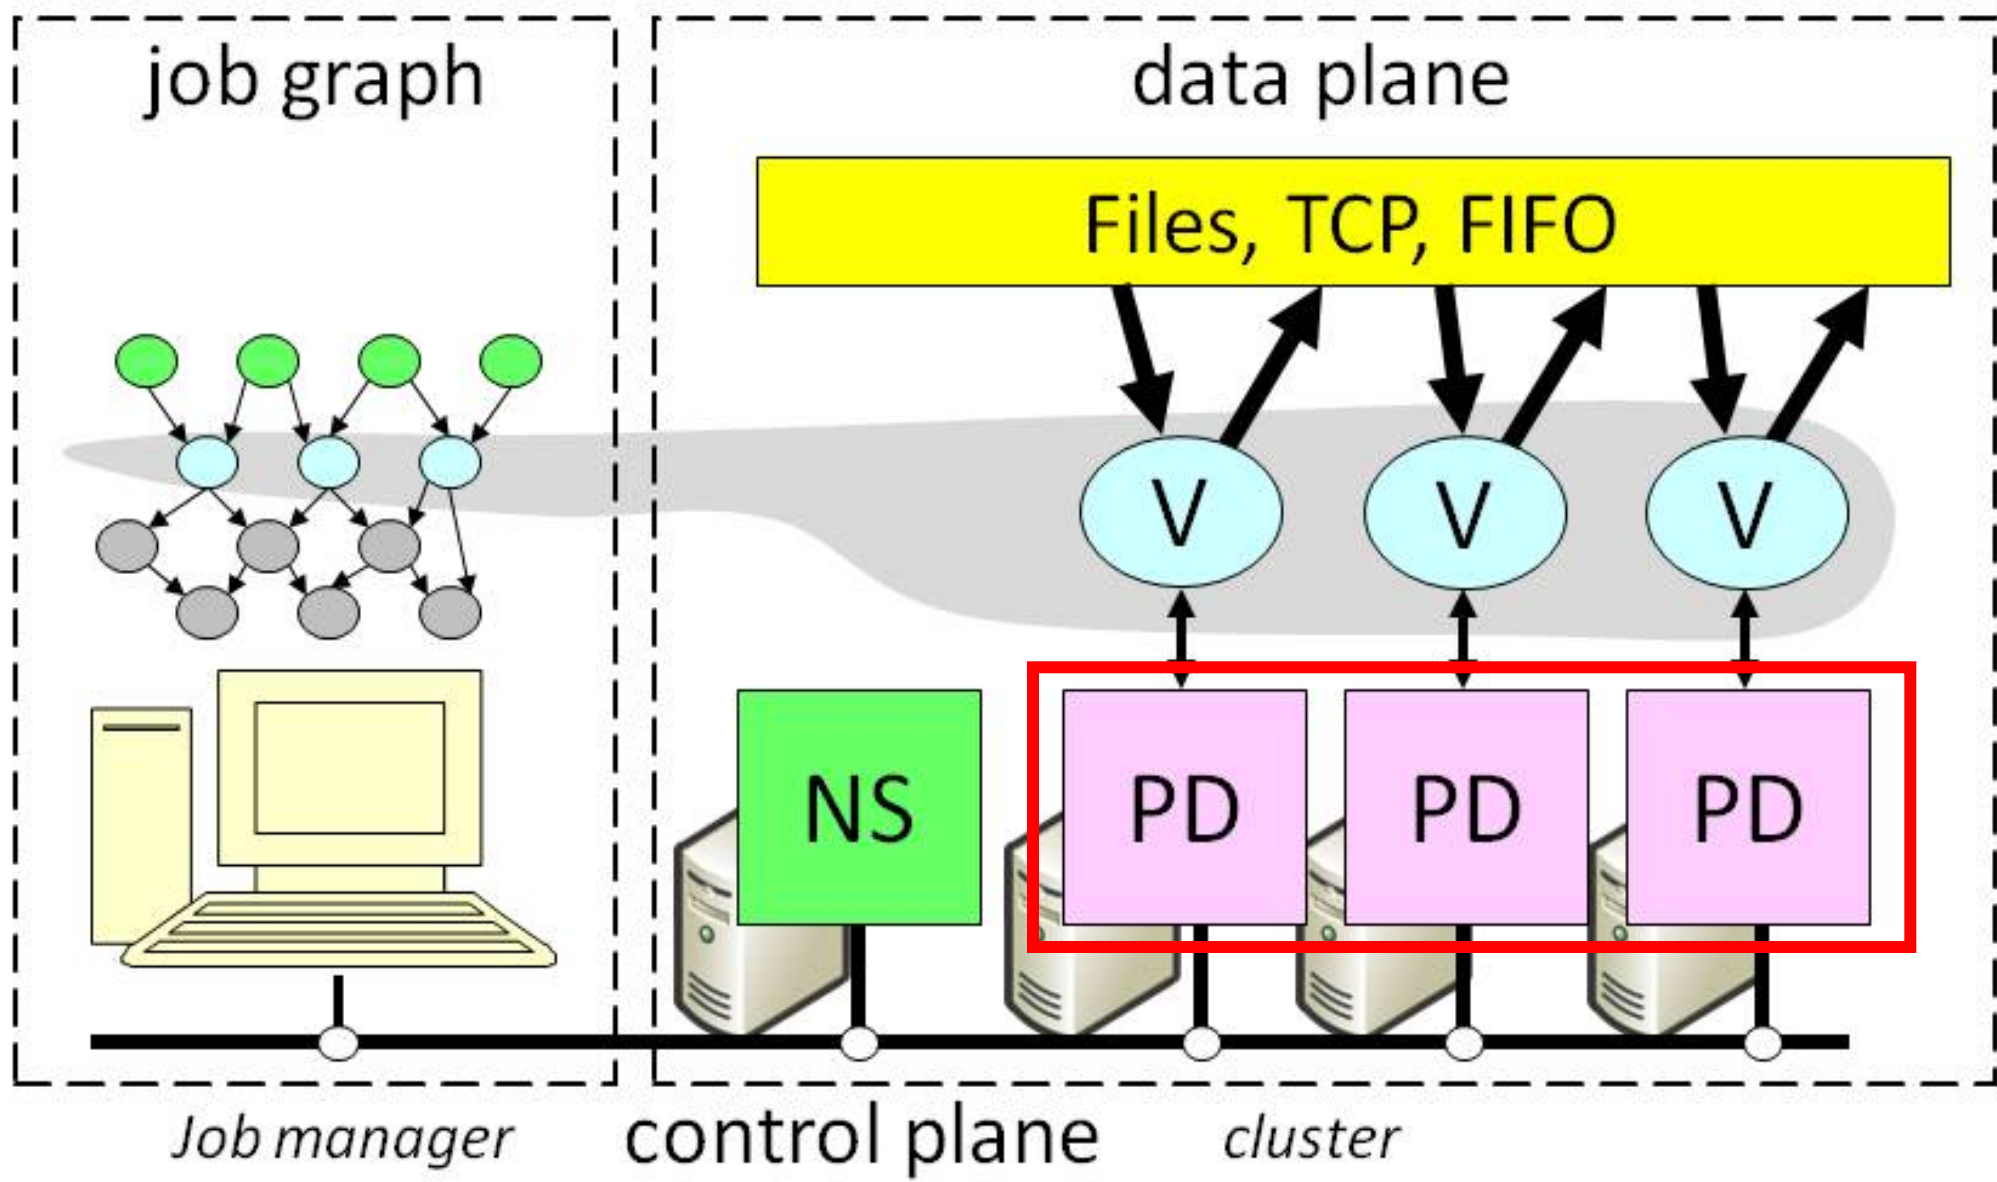 job graph
data plane
Files, TCP, FIFO
V V V
NS PD PD PD
Job manager control plane cluster